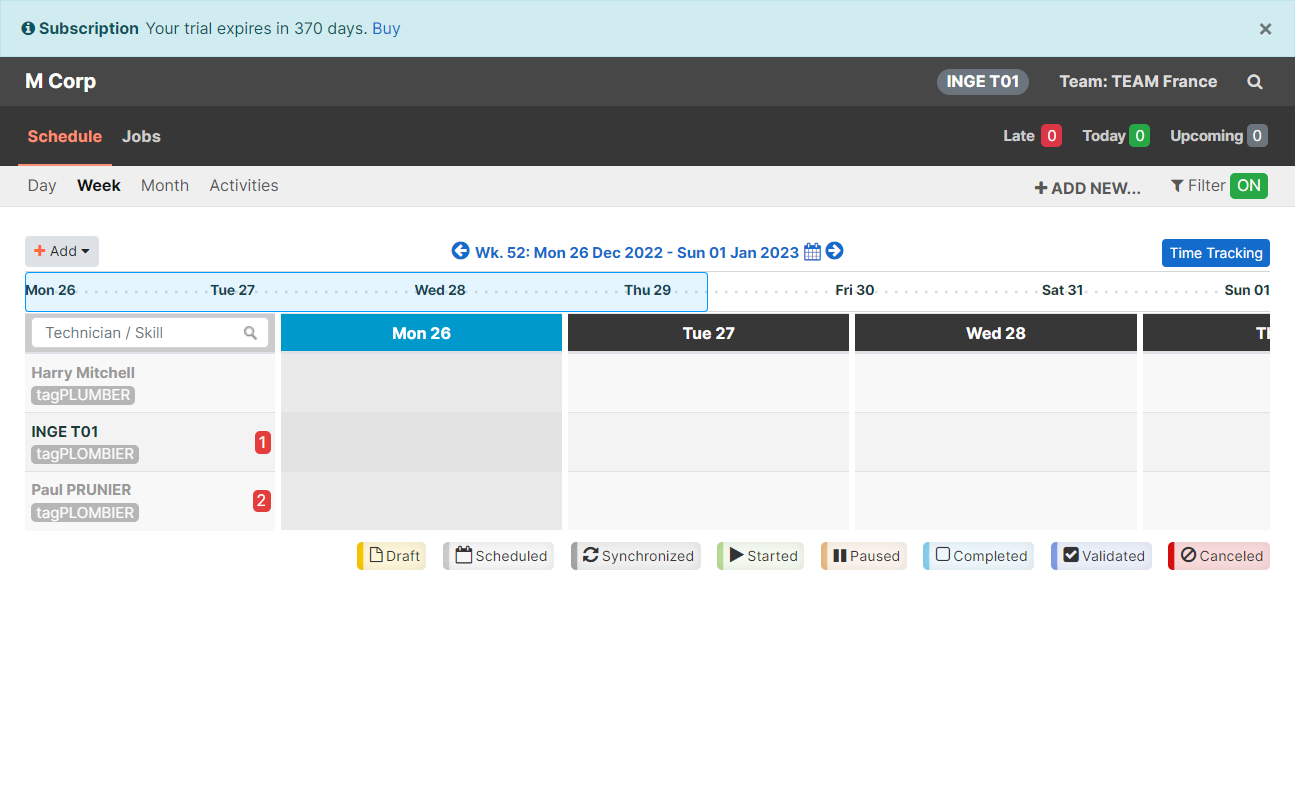 Subscription Your trial expires in 370 days. Buy ×
M Corp INGE T01 Team: TEAM France
Schedule Jobs Late 0 Today 0 Upcoming 0
Day Week Month Activities + ADD NEW... Filter ON
+ Add Wk. 52: Mon 26 Dec 2022 - Sun 01 Jan 2023 Time Tracking
Mon 26 Tue 27 Wed 28 Thu 29 Fri 30 Sat 31 Sun 01
Technician / Skill Mon 26 Tue 27 Wed 28
Harry Mitchell
tagPLUMBER
INGE T01 1
tagPLOMBIER
Paul PRUNIER 2
tagPLOMBIER
Draft Scheduled Synchronized Started Paused Completed Validated Canceled